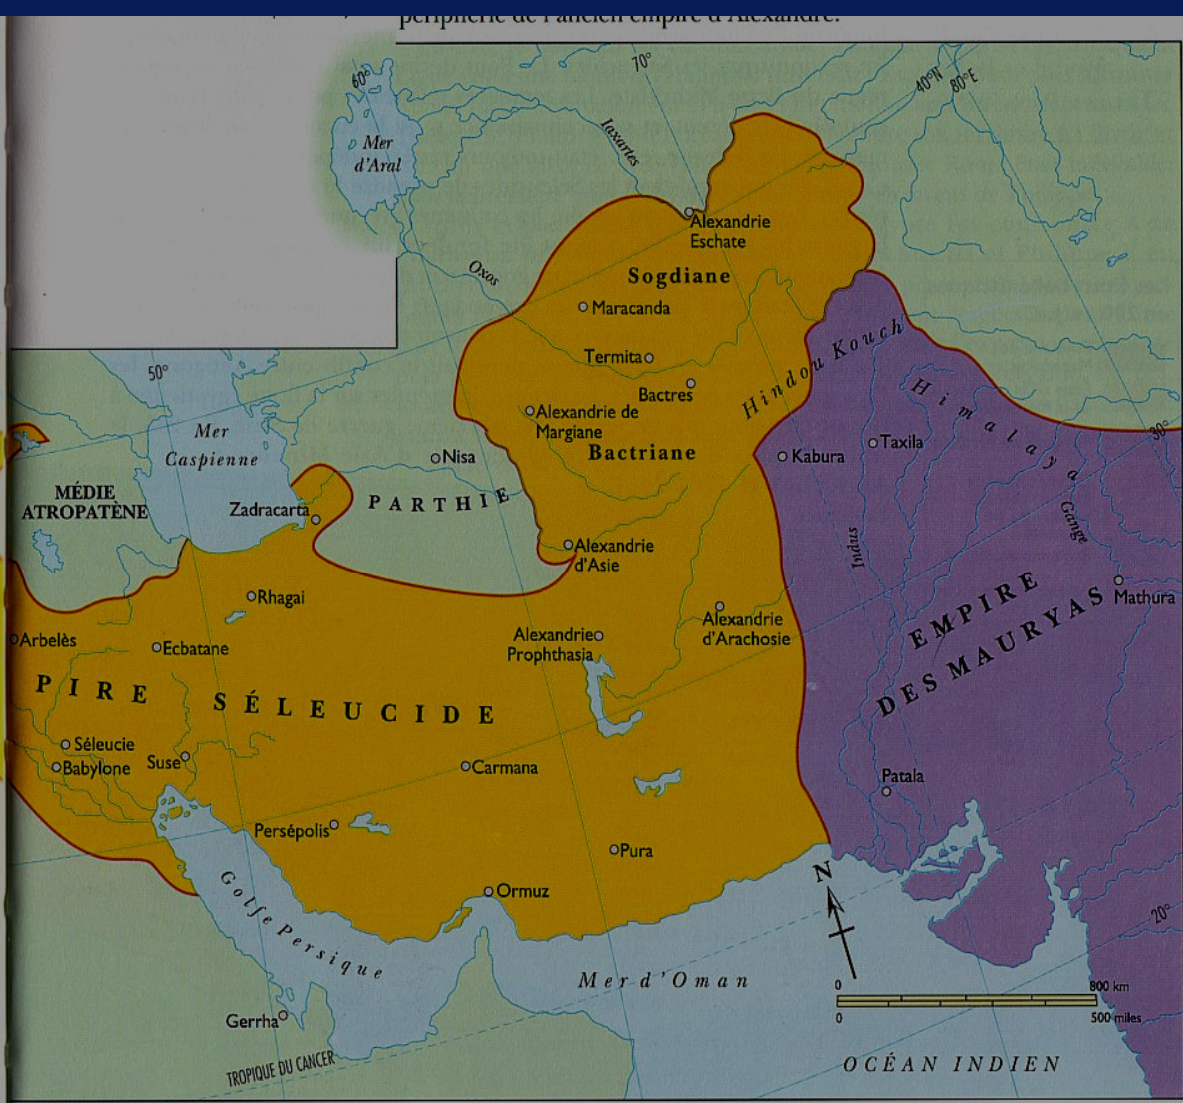 périphérie de l'ancien empire d'Alexandre.
60°
70°
40°N
80°E
Mer
d'Aral
Iaxartes
Alexandrie
Eschate
Oxos
Sogdiane
Maracanda
Termita
Bactres
Hindou Kouch
Himalaya
50°
30°
Mer
Caspienne
Alexandrie de
Margiane
Bactriane
Nisa
Kabura
Taxila
MÉDIE
ATROPATÈNE
Zadracarta
PARTHIE
Gange
Indus
Alexandrie
d'Asie
Rhagai
Mathura
EMPIRE
DES MAURYAS
Arbelès
Ecbatane
Alexandrie
Prophthasia
Alexandrie
d'Arachosie
PIRE SÉLEUCIDE
Séleucie
Babylone
Suse
Carmana
Patala
Persépolis
Pura
Ormuz
N
Golfe Persique
20°
Mer d'Oman
0
800 km
0
500 miles
Gerrha
TROPIQUE DU CANCER
OCÉAN INDIEN